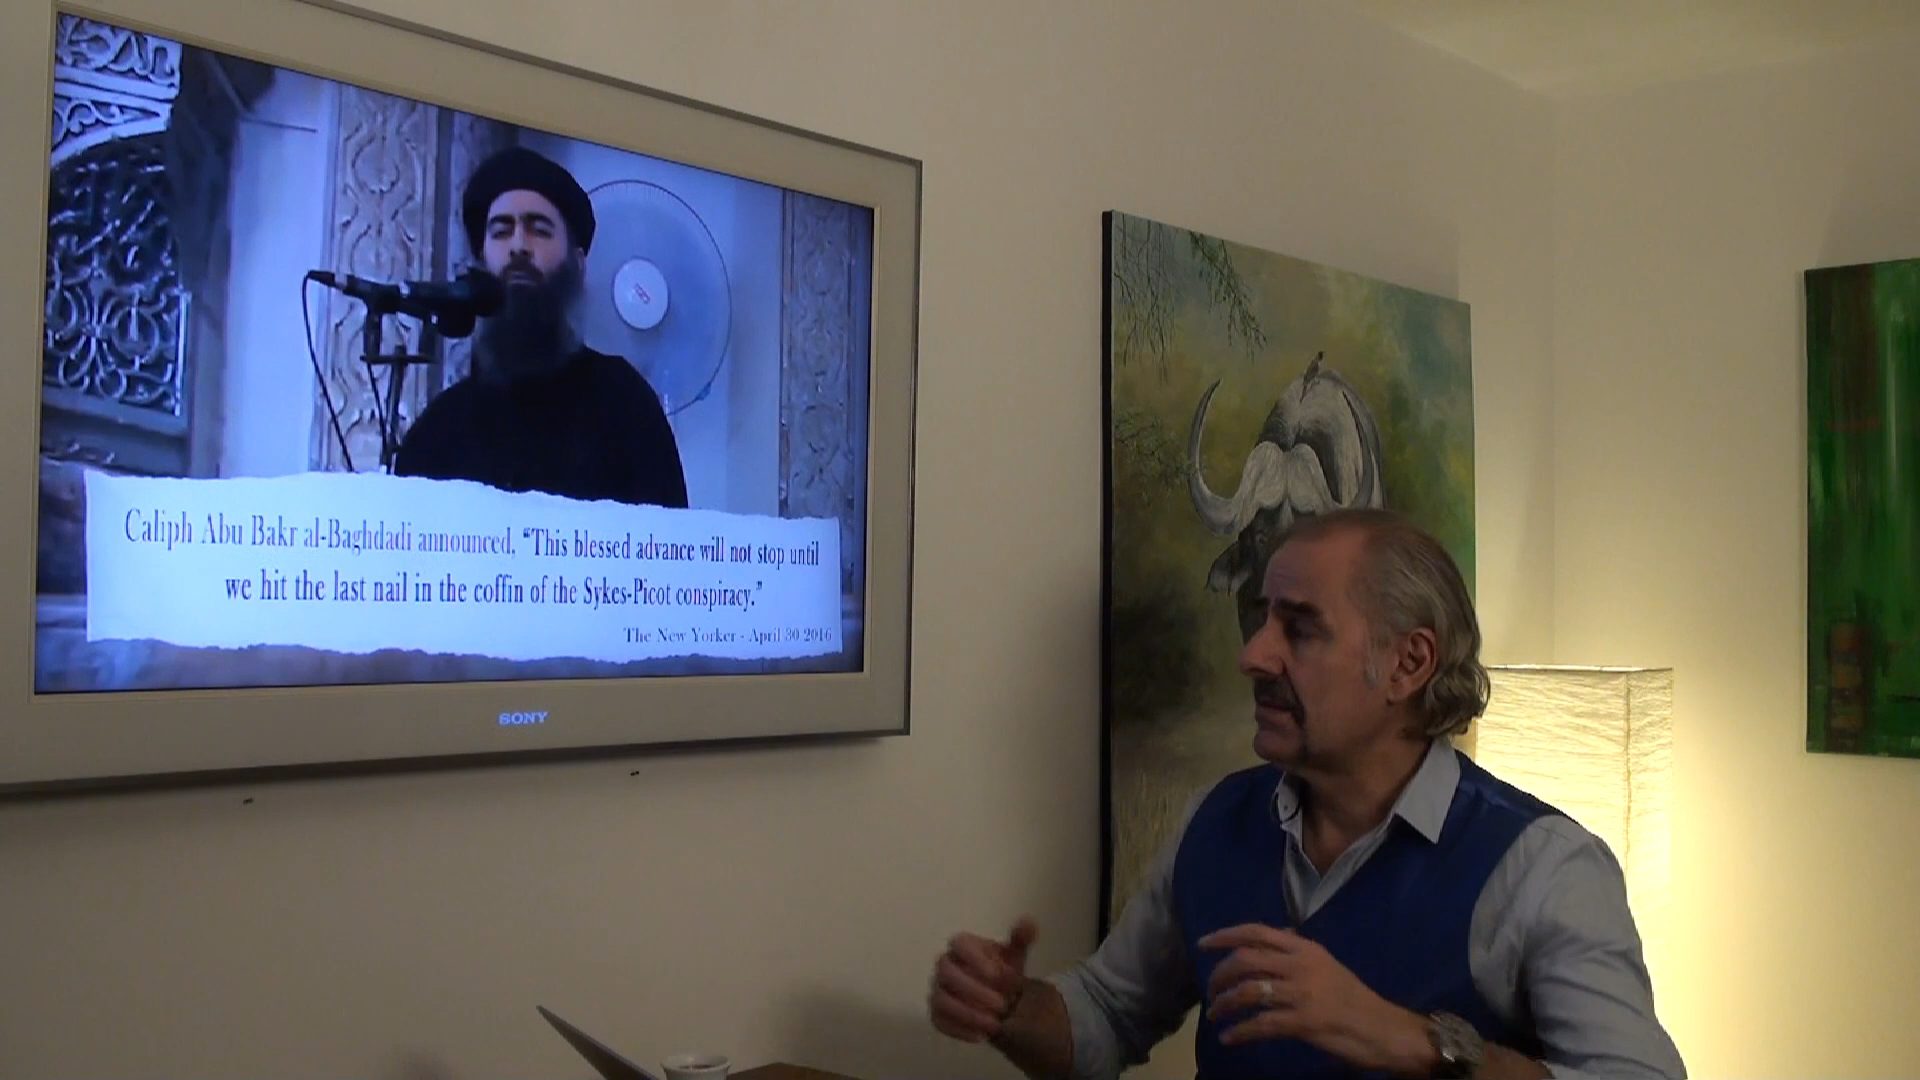 Caliph Abu Bakr al-Baghdadi announced, “This blessed advance will not stop until
we hit the last nail in the coffin of the Sykes-Picot conspiracy.”
The New Yorker - April 30 2016
SONY